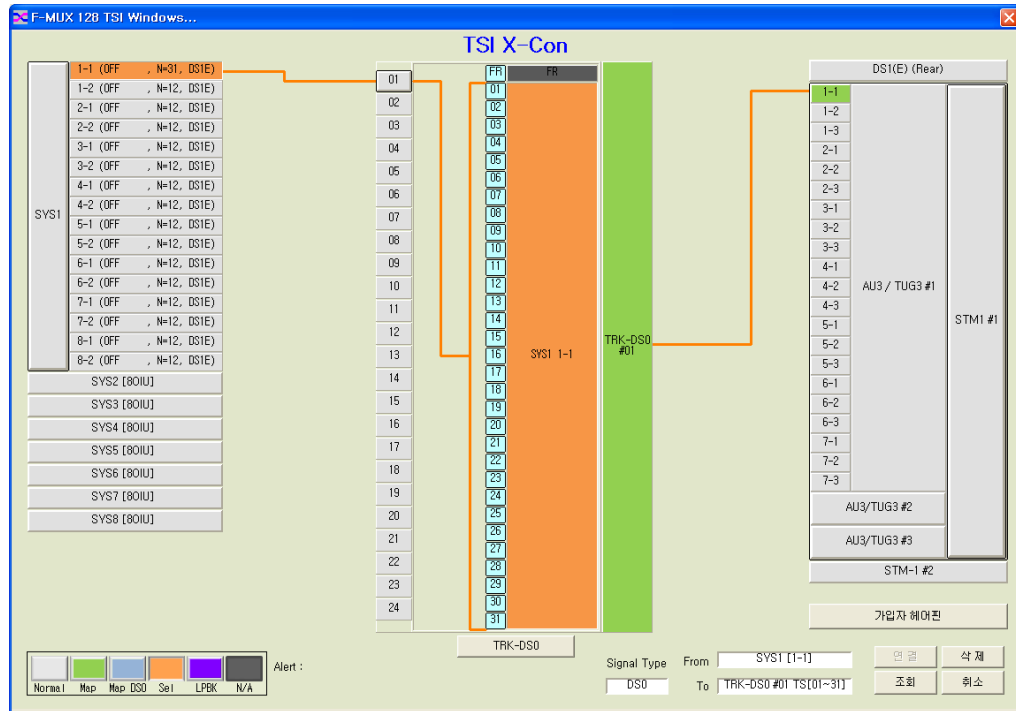 F-MUX 128 TSI Windows...
TSI X-Con
SYS1
1-1 (OFF , N=31, DS1E)
1-2 (OFF , N=12, DS1E)
2-1 (OFF , N=12, DS1E)
2-2 (OFF , N=12, DS1E)
3-1 (OFF , N=12, DS1E)
3-2 (OFF , N=12, DS1E)
4-1 (OFF , N=12, DS1E)
4-2 (OFF , N=12, DS1E)
5-1 (OFF , N=12, DS1E)
5-2 (OFF , N=12, DS1E)
6-1 (OFF , N=12, DS1E)
6-2 (OFF , N=12, DS1E)
7-1 (OFF , N=12, DS1E)
7-2 (OFF , N=12, DS1E)
8-1 (OFF , N=12, DS1E)
8-2 (OFF , N=12, DS1E)
SYS2 [8OIU]
SYS3 [8OIU]
SYS4 [8OIU]
SYS5 [8OIU]
SYS6 [8OIU]
SYS7 [8OIU]
SYS8 [8OIU]
01
02
03
04
05
06
07
08
09
10
11
12
13
14
15
16
17
18
19
20
21
22
23
24
FR
01
02
03
04
05
06
07
08
09
10
11
12
13
14
15
16
17
18
19
20
21
22
23
24
25
26
27
28
29
30
31
FR
SYS1 1-1
TRK-DS0
#01
TRK-DS0
DS1(E) (Rear)
1-1
1-2
1-3
2-1
2-2
2-3
3-1
3-2
3-3
4-1
4-2
4-3
5-1
5-2
5-3
6-1
6-2
6-3
7-1
7-2
7-3
AU3 / TUG3 #1
STM1 #1
AU3/TUG3 #2
AU3/TUG3 #3
STM-1 #2
가입자 헤어핀
Normal Map Map DS0 Sel LPBK N/A
Alert :
Signal Type
DS0
From SYS1 [1-1]
To TRK-DS0 #01 TS[01~31]
연 결 삭 제
조회 취소